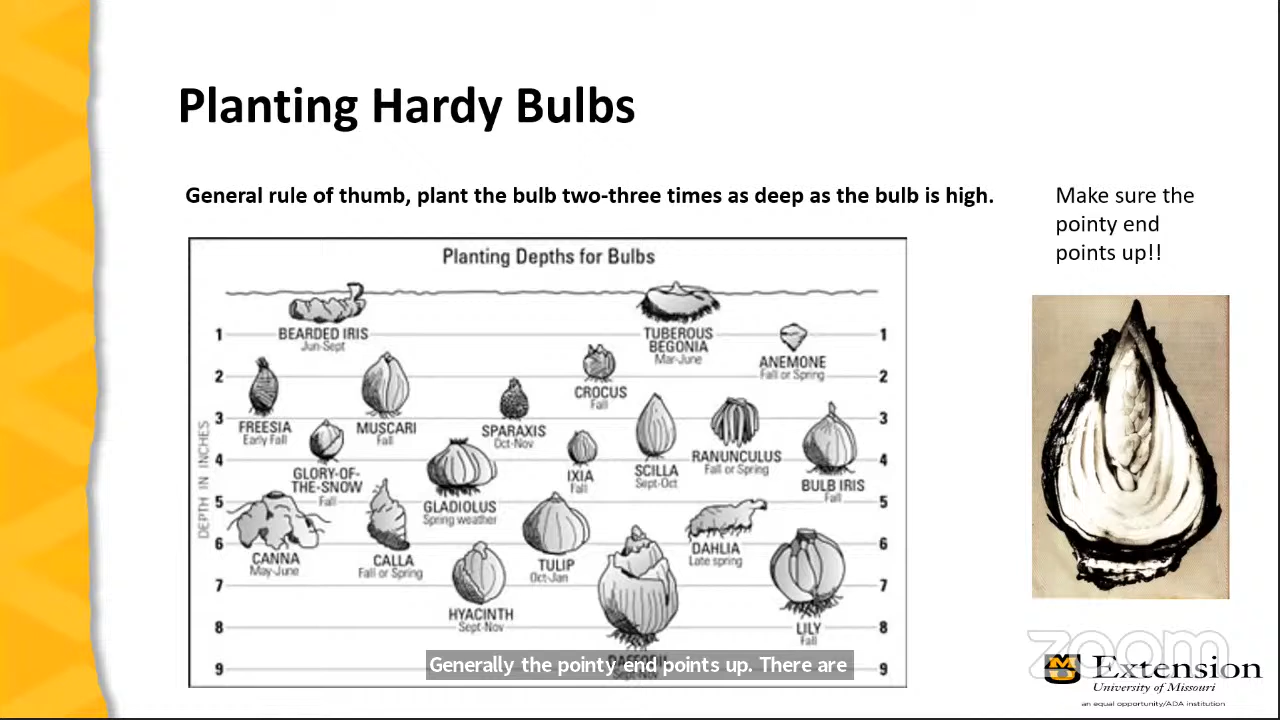 Planting Hardy Bulbs
General rule of thumb, plant the bulb two-three times as deep as the bulb is high.
Make sure the
pointy end
points up!!
Planting Depths for Bulbs
DEPTH IN INCHES
1
BEARDED IRIS
Jun-Sept
TUBEROUS
BEGONIA
Mar-June
ANEMONE
Fall or Spring
1
2
CROCUS
Fall
2
3
FREESIA
Early Fall
MUSCARI
Fall
SPARAXIS
Oct-Nov
3
4
GLORY-OF-
THE-SNOW
Fall
IXIA
Fall
SCILLA
Sept-Oct
RANUNCULUS
Fall or Spring
BULB IRIS
Fall
4
5
GLADIOLUS
Spring weather
5
6
CANNA
May-June
CALLA
Fall or Spring
TULIP
Oct-Jan
DAHLIA
Late spring
6
7
HYACINTH
Sept-Nov
7
8
LILY
Fall
8
9
Generally the pointy end points up. There are
9
zoom
Extension
University of Missouri
an equal opportunity/ADA institution